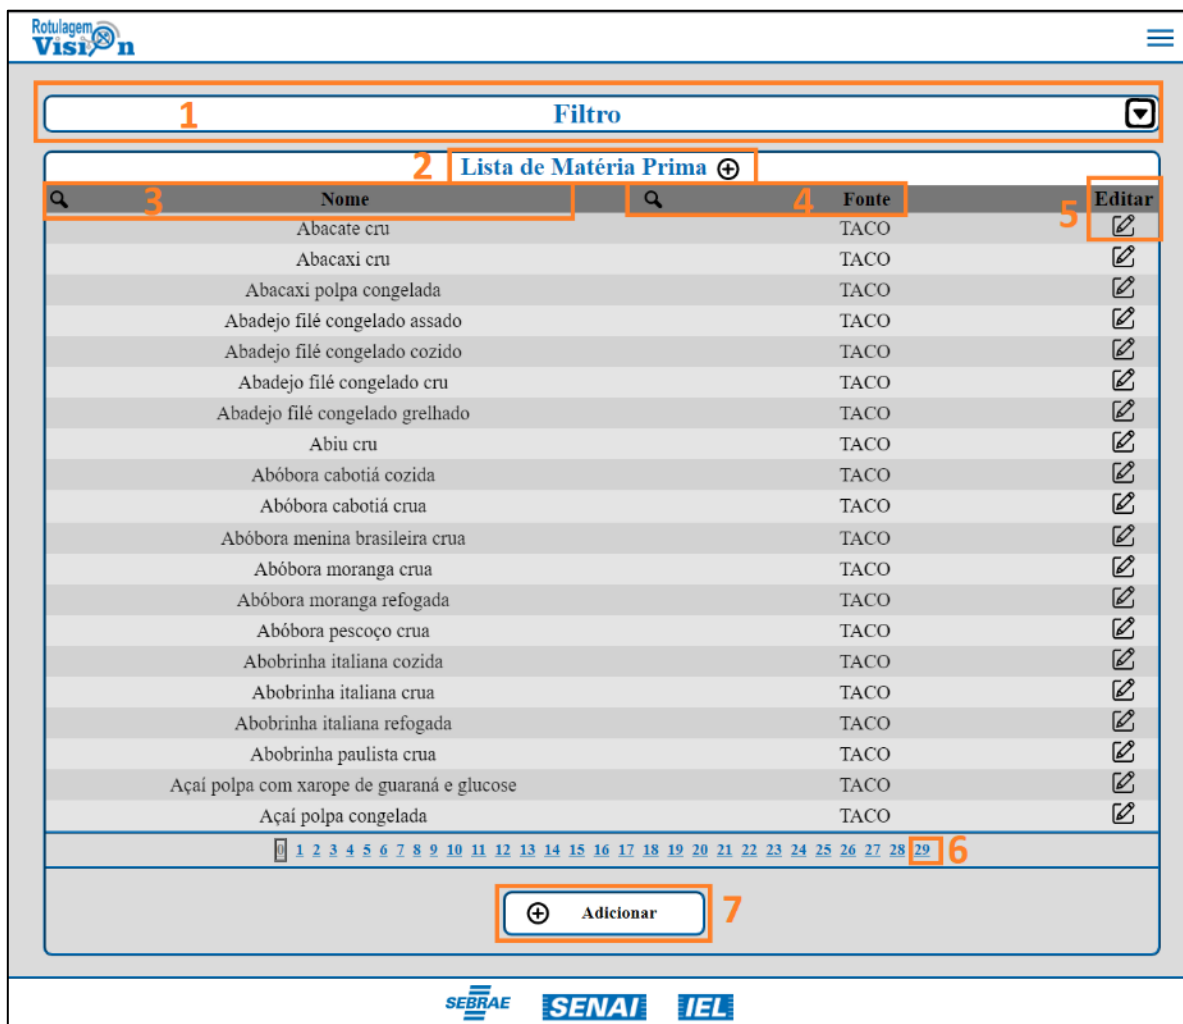 Rotulagem
Visión
1 Filtro
2 Lista de Matéria Prima
3 Nome 4 Fonte 5 Editar
Abacate cru TACO
Abacaxi cru TACO
Abacaxi polpa congelada TACO
Abadejo filé congelado assado TACO
Abadejo filé congelado cozido TACO
Abadejo filé congelado cru TACO
Abadejo filé congelado grelhado TACO
Abiu cru TACO
Abóbora cabotiá cozida TACO
Abóbora cabotiá crua TACO
Abóbora menina brasileira crua TACO
Abóbora moranga crua TACO
Abóbora moranga refogada TACO
Abóbora pescoço crua TACO
Abobrinha italiana cozida TACO
Abobrinha italiana crua TACO
Abobrinha italiana refogada TACO
Abobrinha paulista crua TACO
Açaí polpa com xarope de guaraná e glucose TACO
Açaí polpa congelada TACO
0 1 2 3 4 5 6 7 8 9 10 11 12 13 14 15 16 17 18 19 20 21 22 23 24 25 26 27 28 29 6
Adicionar 7
SEBRAE SENAI IEL